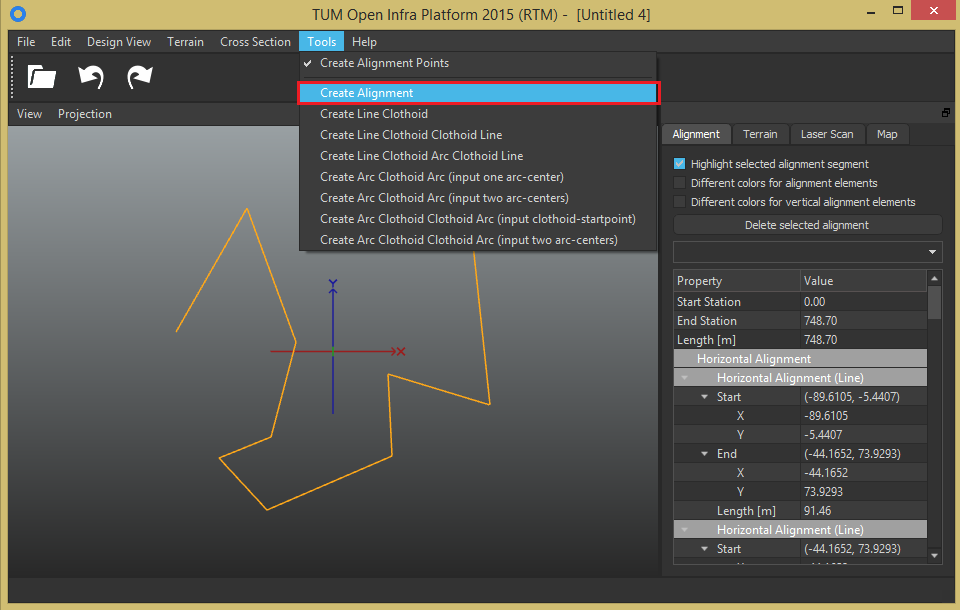 TUM Open Infra Platform 2015 (RTM) - [Untitled 4]
File Edit Design View Terrain Cross Section Tools Help
Create Alignment Points
Create Alignment
Create Line Clothoid
Create Line Clothoid Clothoid Line
Create Line Clothoid Arc Clothoid Line
Create Arc Clothoid Arc (input one arc-center)
Create Arc Clothoid Arc (input two arc-centers)
Create Arc Clothoid Clothoid Arc (input clothoid-startpoint)
Create Arc Clothoid Clothoid Arc (input two arc-centers)
View Projection
Y
X
Alignment Terrain Laser Scan Map
Highlight selected alignment segment
Different colors for alignment elements
Different colors for vertical alignment elements
Delete selected alignment
Property Value
Start Station 0.00
End Station 748.70
Length [m] 748.70
Horizontal Alignment
Horizontal Alignment (Line)
Start (-89.6105, -5.4407)
X -89.6105
Y -5.4407
End (-44.1652, 73.9293)
X -44.1652
Y 73.9293
Length [m] 91.46
Horizontal Alignment (Line)
Start (-44.1652, 73.9293)